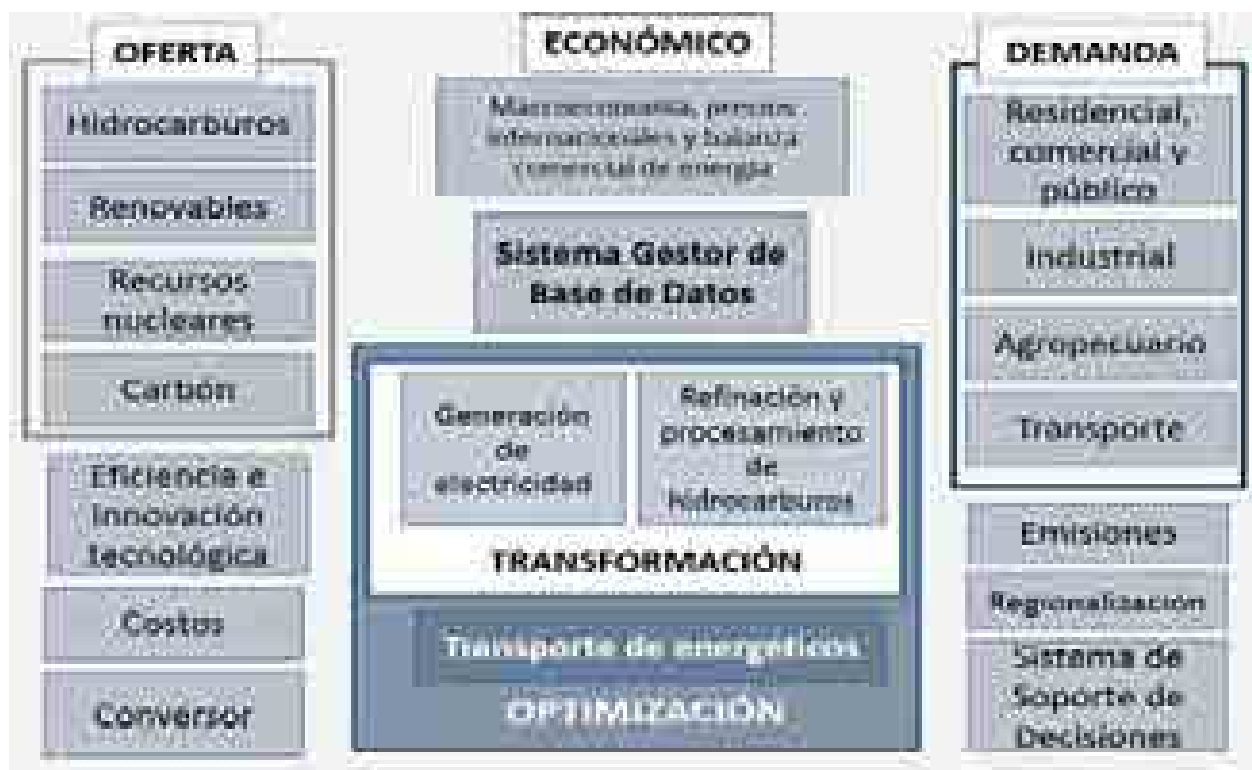 OFERTA
Hidrocarburos
Renovables
Recursos
nucleares
Carbón
Eficiencia e
innovación
tecnológica
Costos
Conversor
ECONÓMICO
Macroeconomía, precios
internacionales y balanza
comercial de energía
Sistema Gestor de
Base de Datos
Generación
de
electricidad
Refinación y
procesamiento
de
hidrocarburos
TRANSFORMACIÓN
Transporte de energéticos
OPTIMIZACIÓN
DEMANDA
Residencial,
comercial y
público
Industrial
Agropecuario
Transporte
Emisiones
Regionalización
Sistema de
Soporte de
Decisiones